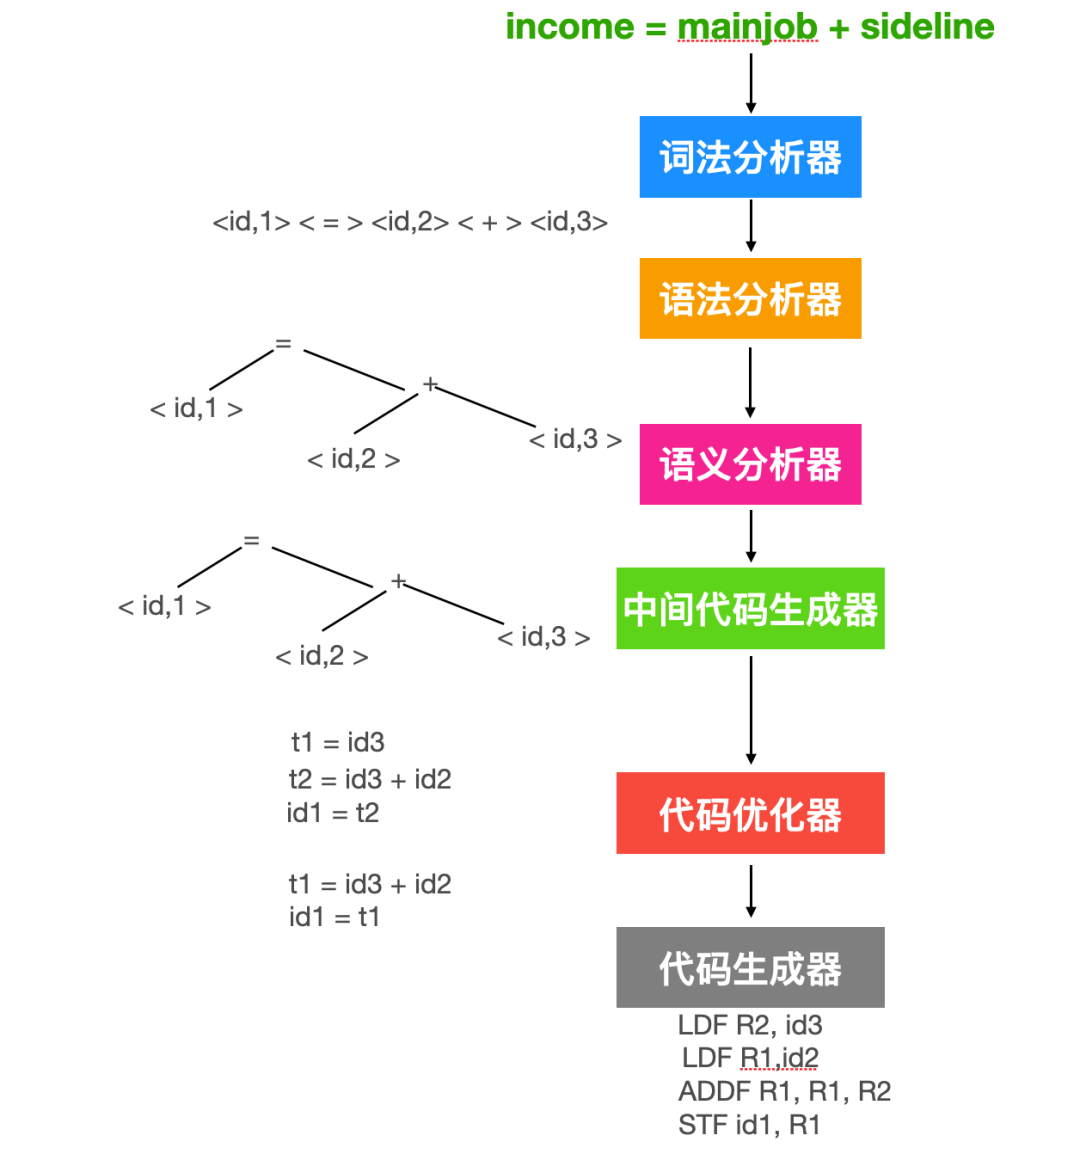 income = mainjob + sideline
词法分析器
<id,1> < = > <id,2> < + > <id,3>
语法分析器
=
+
< id,1 >
< id,3 >
< id,2 >
语义分析器
=
+
< id,1 >
< id,3 >
< id,2 >
中间代码生成器
t1 = id3
t2 = id3 + id2
id1 = t2
代码优化器
t1 = id3 + id2
id1 = t1
代码生成器
LDF R2, id3
LDF R1,id2
ADDF R1, R1, R2
STF id1, R1